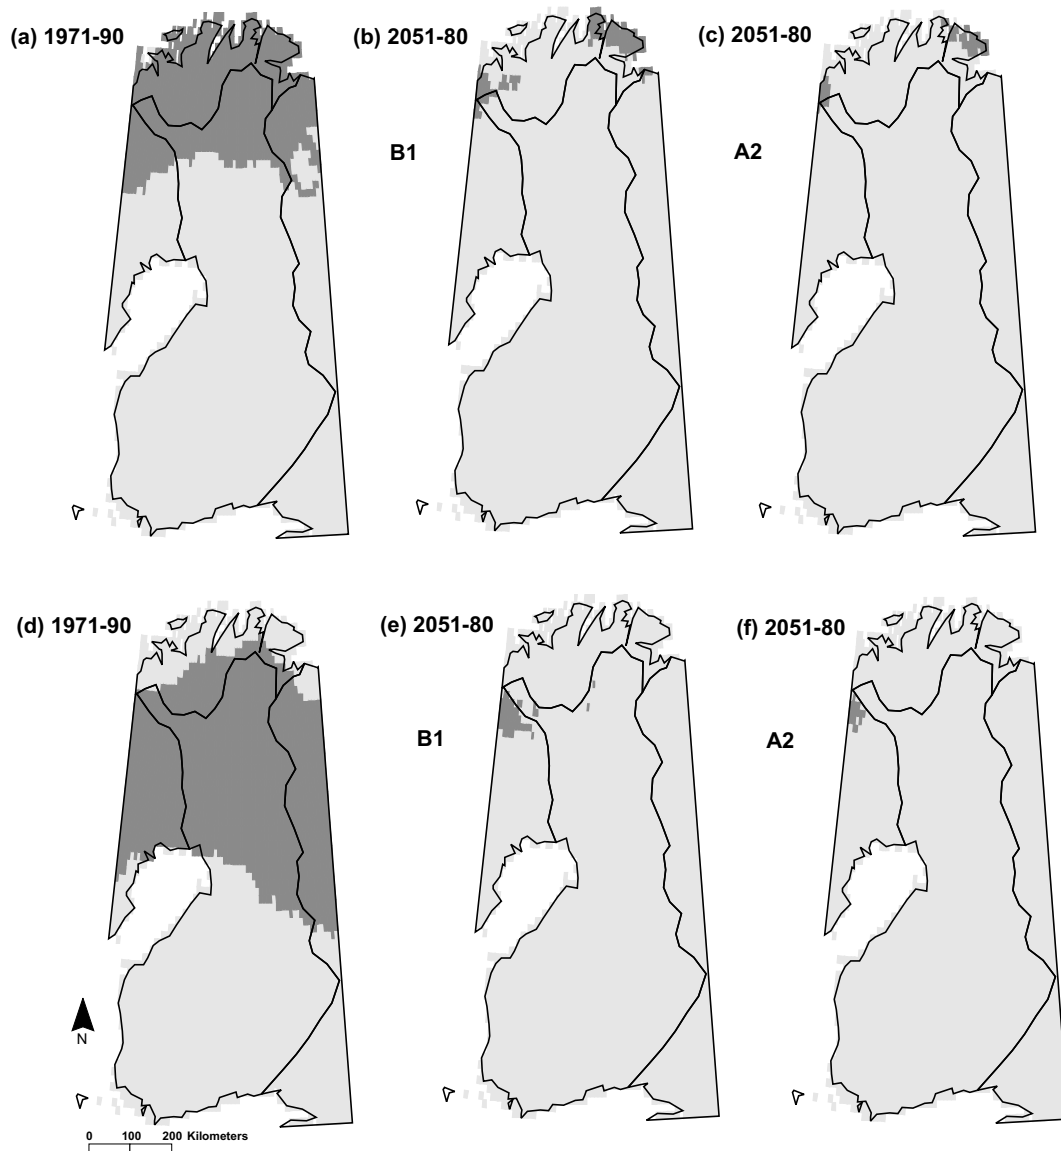 (a) 1971-90
(b) 2051-80
(c) 2051-80
B1
A2
(d) 1971-90
(e) 2051-80
(f) 2051-80
B1
A2
N
0 100 200 Kilometers